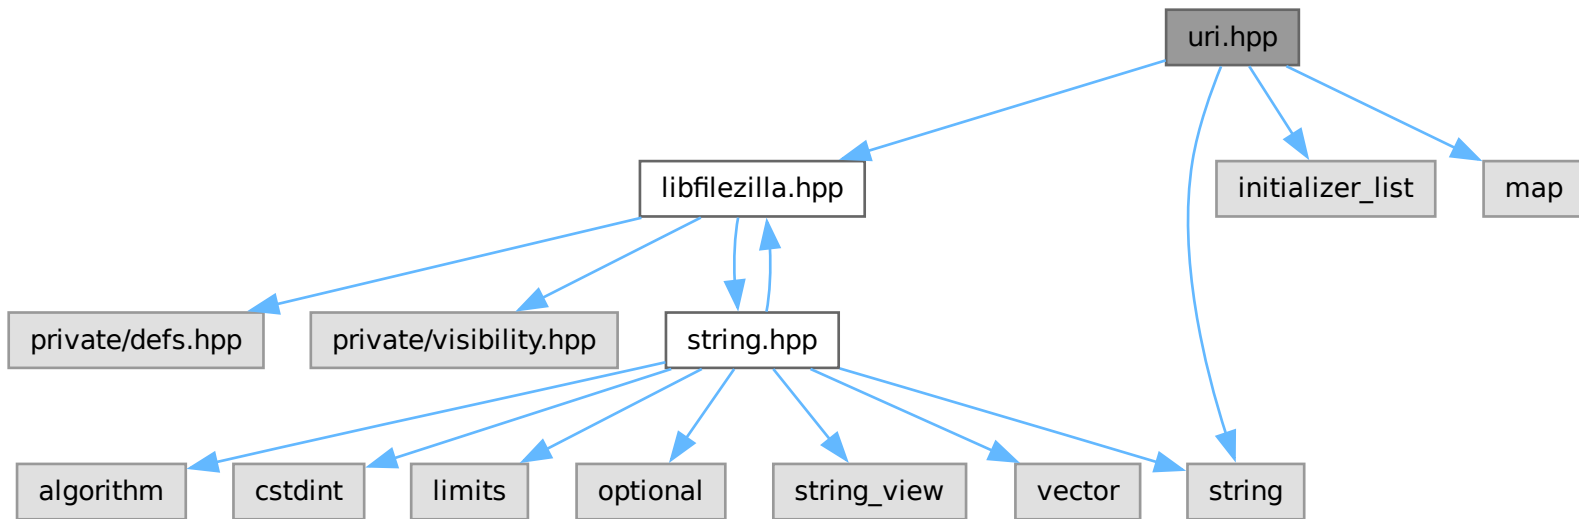 uri.hpp
libfilezilla.hpp
initializer_list
map
private/defs.hpp
private/visibility.hpp
string.hpp
algorithm
cstdint
limits
optional
string_view
vector
string